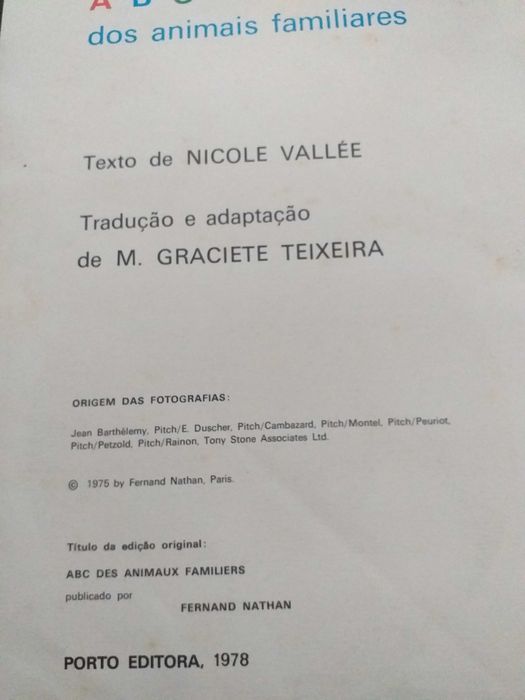 A B C
dos animais familiares
Texto de NICOLE VALLÉE
Tradução e adaptação
de M. GRACIETE TEIXEIRA
ORIGEM DAS FOTOGRAFIAS:
Jean Barthélemy, Pitch/E. Duscher, Pitch/Cambazard, Pitch/Montel, Pitch/Peuriot,
Pitch/Petzold, Pitch/Rainon, Tony Stone Associates Ltd.
© 1975 by Fernand Nathan, Paris.
Título da edição original:
ABC DES ANIMAUX FAMILIERS
publicado por
FERNAND NATHAN
PORTO EDITORA, 1978